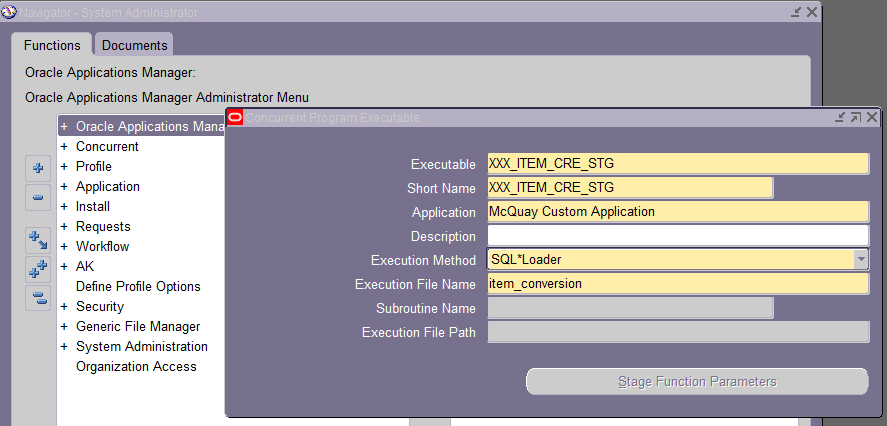 Navigator - System Administrator
Functions
Documents
Oracle Applications Manager:
Oracle Applications Manager Administrator Menu
+ Oracle Applications Mana
+ Concurrent
+ Profile
+ Application
+ Install
+ Requests
+ Workflow
+ AK
Define Profile Options
+ Security
+ Generic File Manager
+ System Administration
Organization Access
Concurrent Program Executable
Executable XXX_ITEM_CRE_STG
Short Name XXX_ITEM_CRE_STG
Application McQuay Custom Application
Description
Execution Method SQL*Loader
Execution File Name item_conversion
Subroutine Name
Execution File Path
Stage Function Parameters